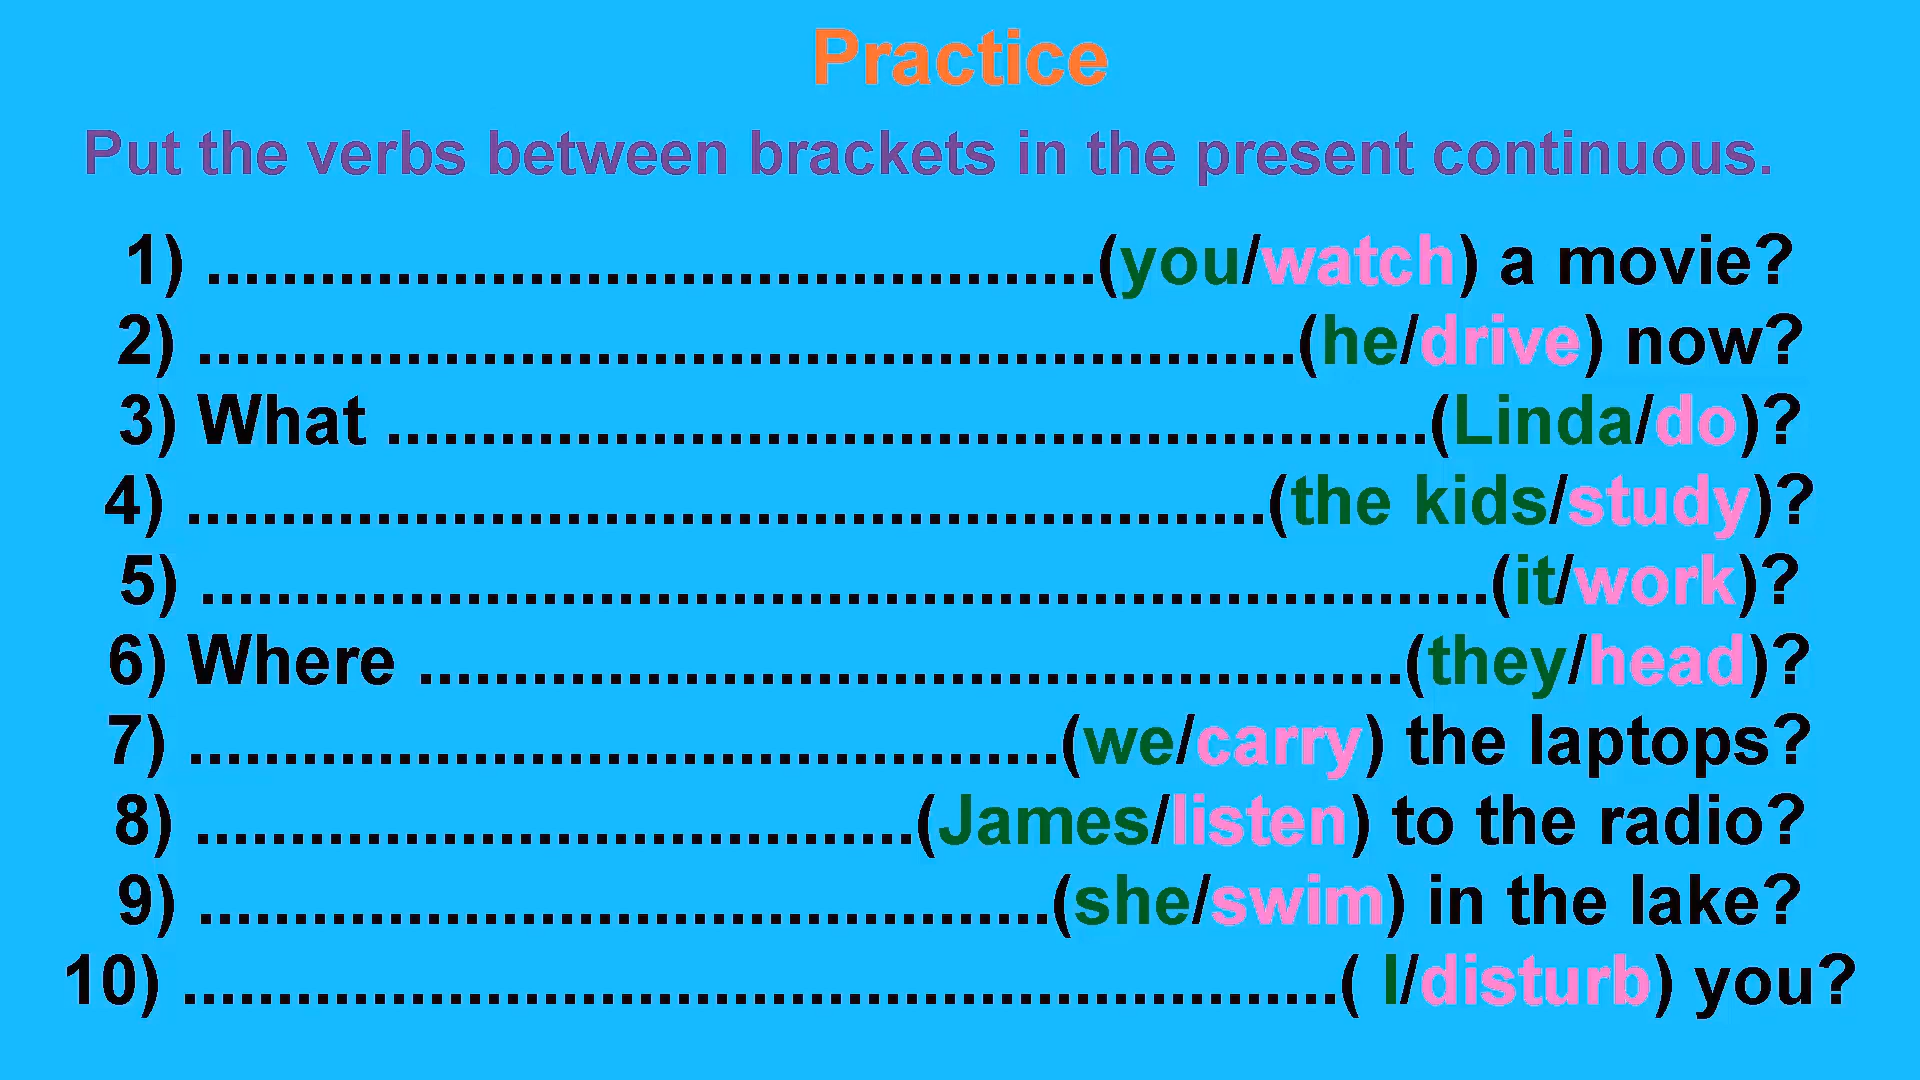 Practice
Put the verbs between brackets in the present continuous.
1) ...............................................(you/watch) a movie?
2) ..........................................................(he/drive) now?
3) What .......................................................(Linda/do)?
4) .........................................................(the kids/study)?
5) ....................................................................(it/work)?
6) Where ....................................................(they/head)?
7) ..............................................(we/carry) the laptops?
8) ......................................(James/listen) to the radio?
9) .............................................(she/swim) in the lake?
10) .............................................................( I/disturb) you?